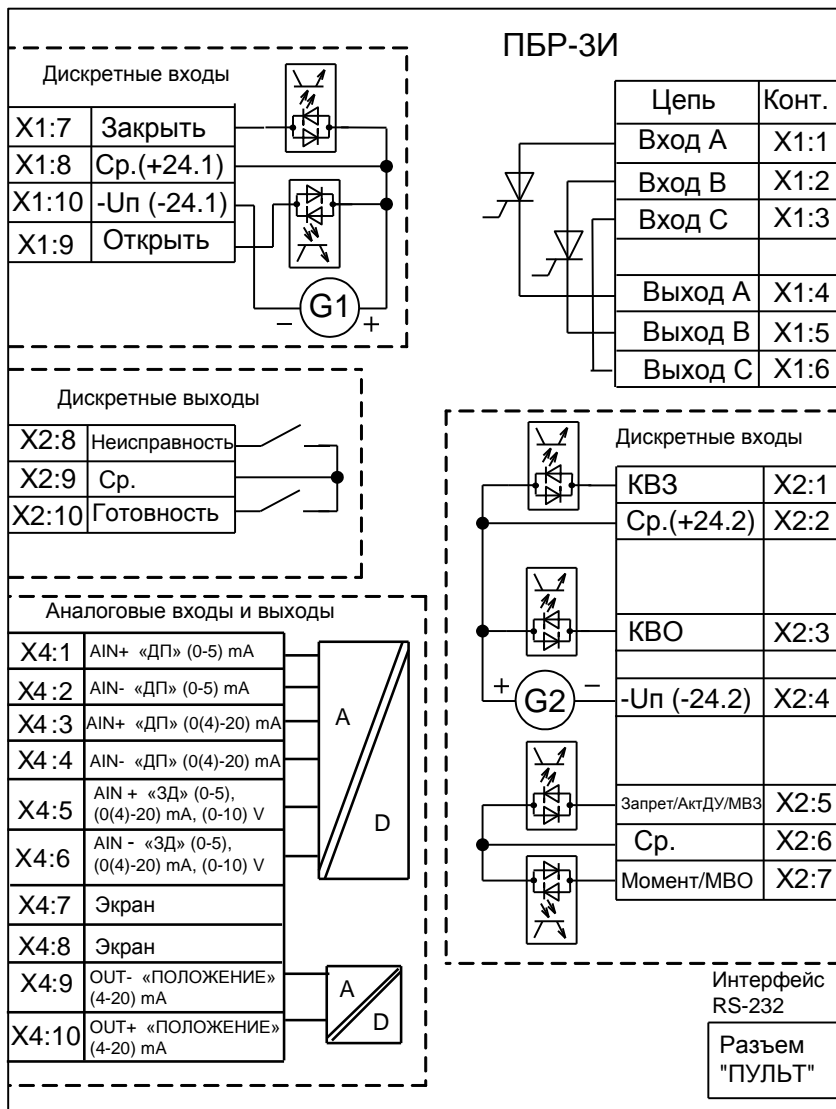 ПБР-3И
Дискретные входы
X1:7 Закрыть
X1:8 Ср.(+24.1)
X1:10 -Uп (-24.1)
X1:9 Открыть
– G1 +
Цепь Конт.
Вход A X1:1
Вход B X1:2
Вход C X1:3
Выход A X1:4
Выход B X1:5
Выход C X1:6
Дискретные выходы
X2:8 Неисправность
X2:9 Ср.
X2:10 Готовность
Дискретные входы
КВЗ X2:1
Ср.(+24.2) X2:2
КВО X2:3
+ G2 – -Uп (-24.2) X2:4
Запрет/АктДУ/МВЗ X2:5
Ср. X2:6
Момент/МВО X2:7
Аналоговые входы и выходы
X4:1 AIN+ «ДП» (0-5) mA
X4:2 AIN- «ДП» (0-5) mA
X4:3 AIN+ «ДП» (0(4)-20) mA
X4:4 AIN- «ДП» (0(4)-20) mA
X4:5 AIN + «ЗД» (0-5),
(0(4)-20) mA, (0-10) V
X4:6 AIN - «ЗД» (0-5),
(0(4)-20) mA, (0-10) V
A
D
X4:7 Экран
X4:8 Экран
X4:9 OUT- «ПОЛОЖЕНИЕ»
(4-20) mA
X4:10 OUT+ «ПОЛОЖЕНИЕ»
(4-20) mA
A
D
Интерфейс
RS-232
Разъем
"ПУЛЬТ"